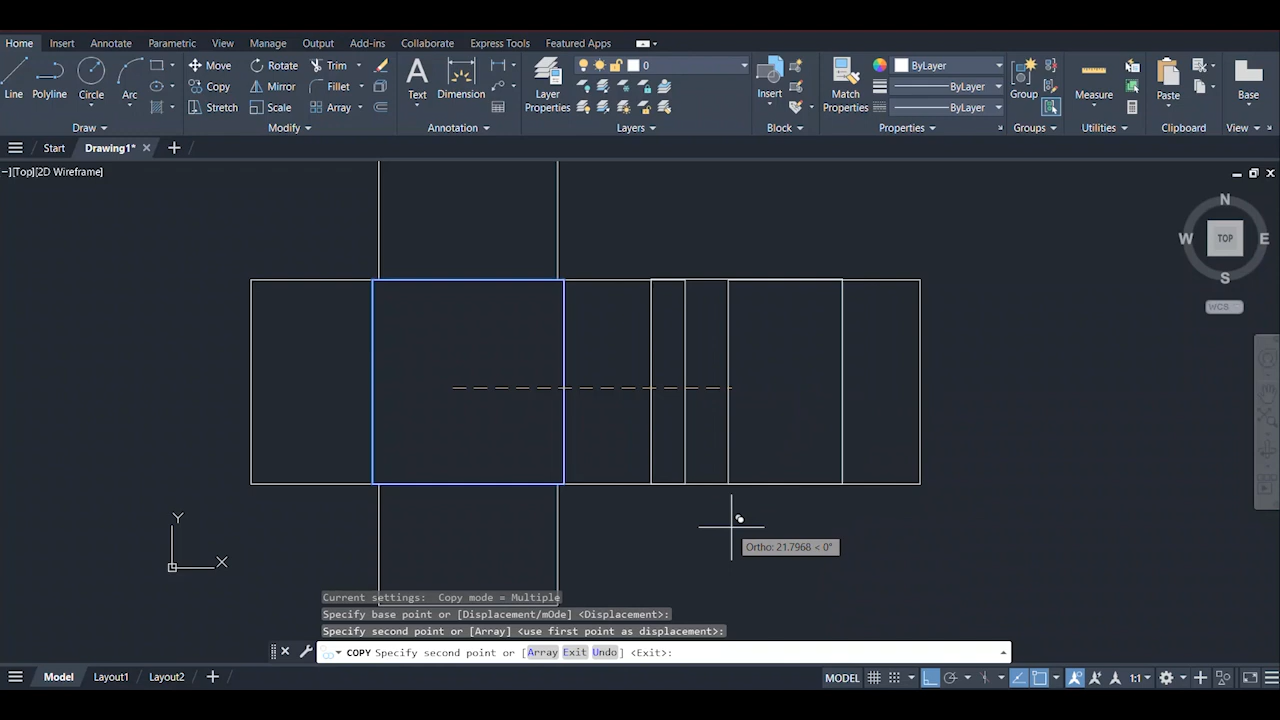 Home Insert Annotate Parametric View Manage Output Add-ins Collaborate Express Tools Featured Apps
Move Rotate Trim
Copy Mirror Fillet
Stretch Scale Array
Line Polyline Circle Arc
Text Dimension
Layer Properties
0
Insert
Match Properties
ByLayer
ByLayer
ByLayer
Group
Measure
Paste
Base
Draw Modify Annotation Layers Block Properties Groups Utilities Clipboard View
Start Drawing1*
−][Top][2D Wireframe]
N
W TOP E
S
WCS
Y
X
Ortho: 21.7968 < 0°
Current settings: Copy mode = Multiple
Specify base point or [Displacement/mOde] <Displacement>:
Specify second point or [Array] <use first point as displacement>:
COPY Specify second point or [Array Exit Undo] <Exit>:
Model Layout1 Layout2
MODEL 1:1